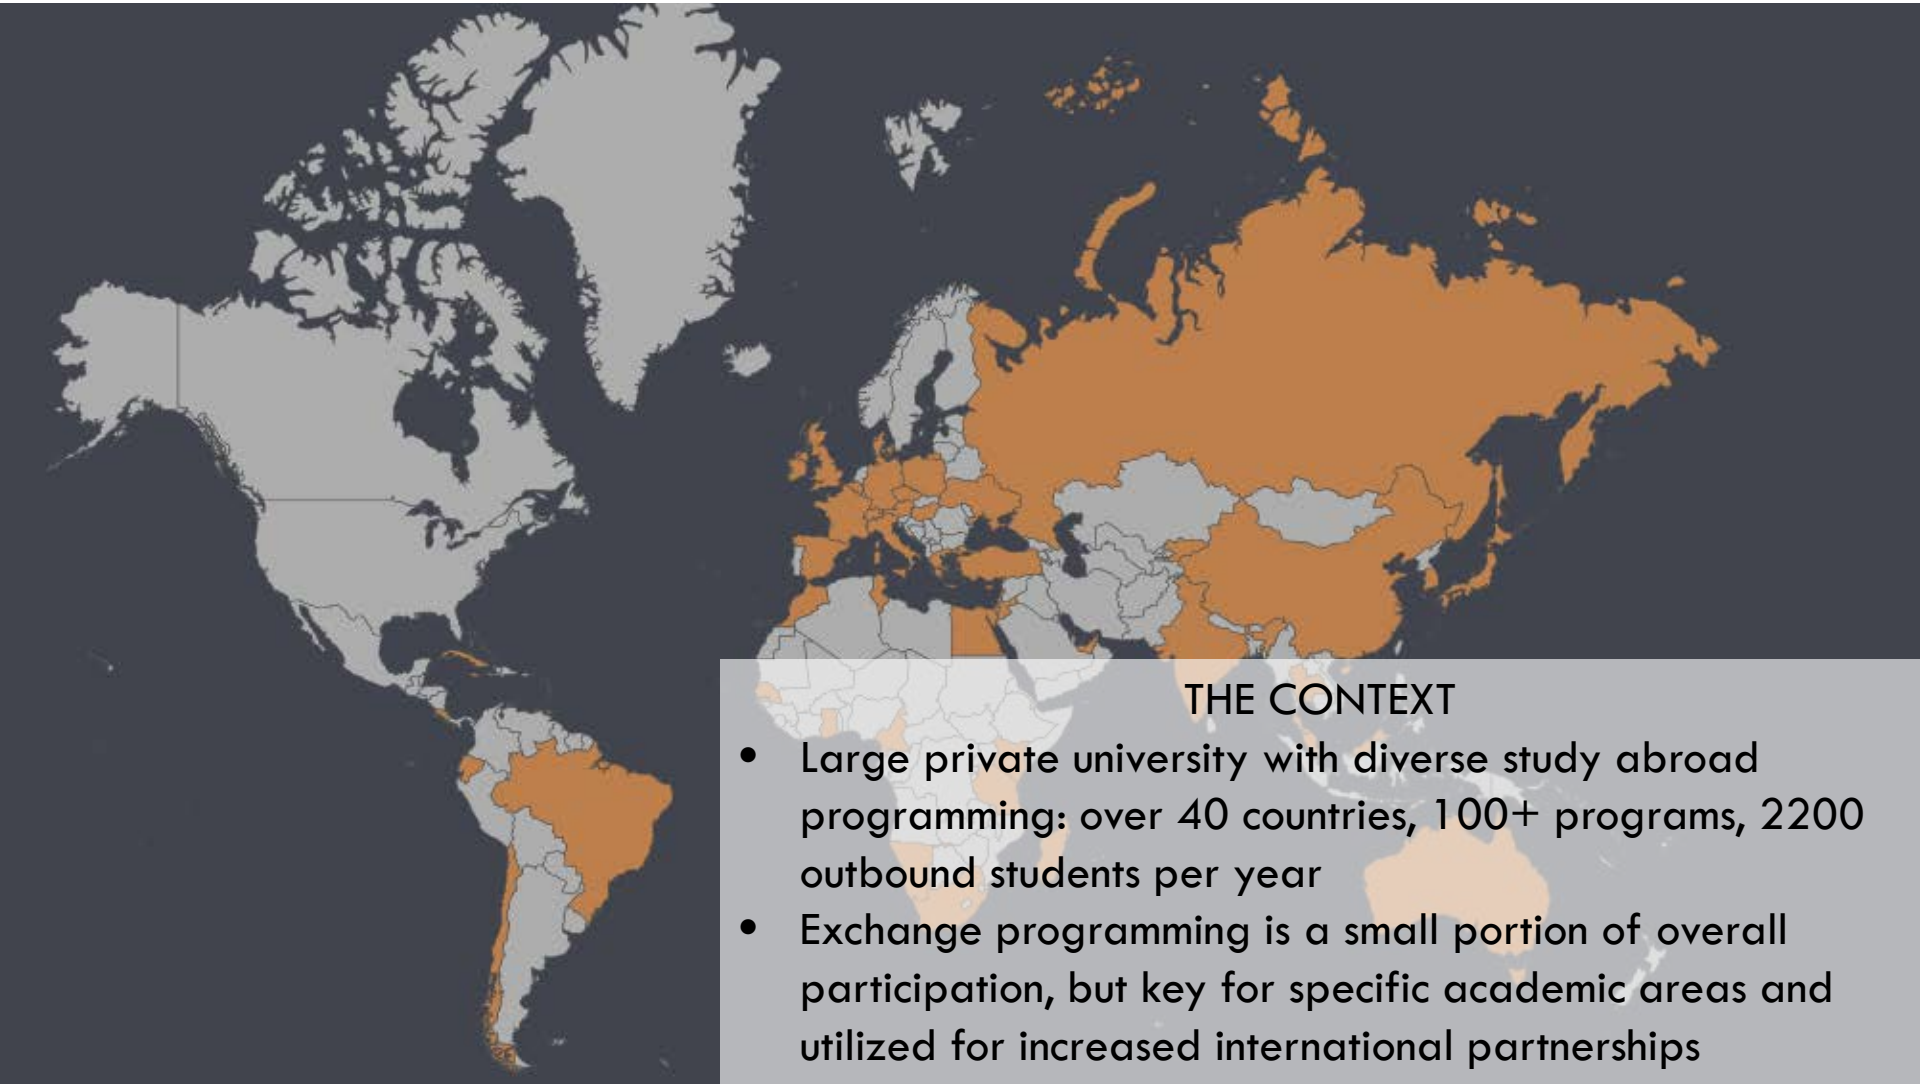 THE CONTEXT
• Large private university with diverse study abroad
programming: over 40 countries, 100+ programs, 2200
outbound students per year
• Exchange programming is a small portion of overall
participation, but key for specific academic areas and
utilized for increased international partnerships